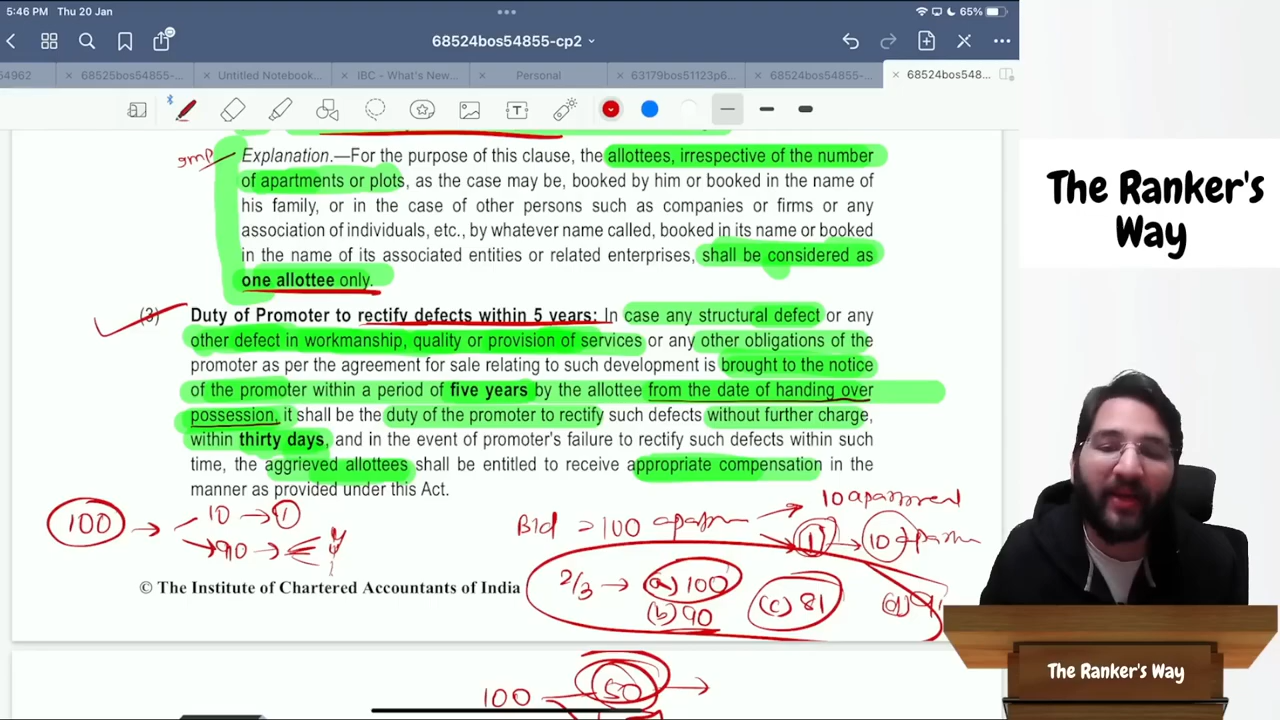 5:46 PM Thu 20 Jan
65%
68524bos54855-cp2
54962
68525bos54855-...
Untitled Notebook...
IBC - What's New...
Personal
63179bos51123p6...
68524bos54855-...
68524bos548...
The Ranker's
Way
Imp
Explanation.—For the purpose of this clause, the allottees, irrespective of the number
of apartments or plots, as the case may be, booked by him or booked in the name of
his family, or in the case of other persons such as companies or firms or any
association of individuals, etc., by whatever name called, booked in its name or booked
in the name of its associated entities or related enterprises, shall be considered as
one allottee only.
(3) Duty of Promoter to rectify defects within 5 years: In case any structural defect or any
other defect in workmanship, quality or provision of services or any other obligations of the
promoter as per the agreement for sale relating to such development is brought to the notice
of the promoter within a period of five years by the allottee from the date of handing over
possession, it shall be the duty of the promoter to rectify such defects without further charge,
within thirty days, and in the event of promoter's failure to rectify such defects within such
time, the aggrieved allottees shall be entitled to receive appropriate compensation in the
manner as provided under this Act.
100 → 10 → 1
→ 90 →
Bld = 100 apartm → 10 apartment
→ 1 → 10 apartm
2/3 → (a) 100
(b) 90 (c) 81 (d) 91
© The Institute of Chartered Accountants of India
100 50 →
The Ranker's Way